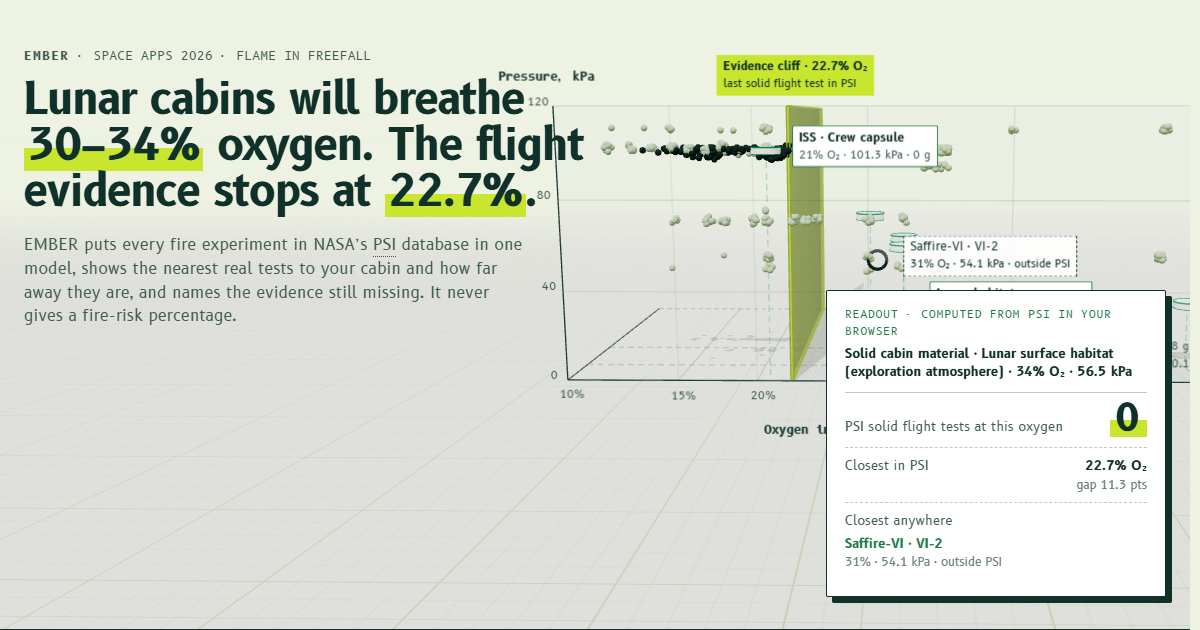 EMBER · SPACE APPS 2026 · FLAME IN FREEFALL
Lunar cabins will breathe
30–34% oxygen. The flight
evidence stops at 22.7%.
EMBER puts every fire experiment in NASA's PSI database in one
model, shows the nearest real tests to your cabin and how far
away they are, and names the evidence still missing. It never
gives a fire-risk percentage.
Pressure, kPa
120
80
40
0
10%
15%
20%
Oxygen
Evidence cliff · 22.7% O₂
last solid flight test in PSI
ISS · Crew capsule
21% O₂ · 101.3 kPa · 0 g
Saffire-VI · VI-2
31% O₂ · 54.1 kPa · outside PSI
READOUT · COMPUTED FROM PSI IN YOUR
BROWSER
Solid cabin material · Lunar surface habitat
(exploration atmosphere) · 34% O₂ · 56.5 kPa
PSI solid flight tests at this oxygen 0
Closest in PSI 22.7% O₂
gap 11.3 pts
Closest anywhere
Saffire-VI · VI-2
31% · 54.1 kPa · outside PSI